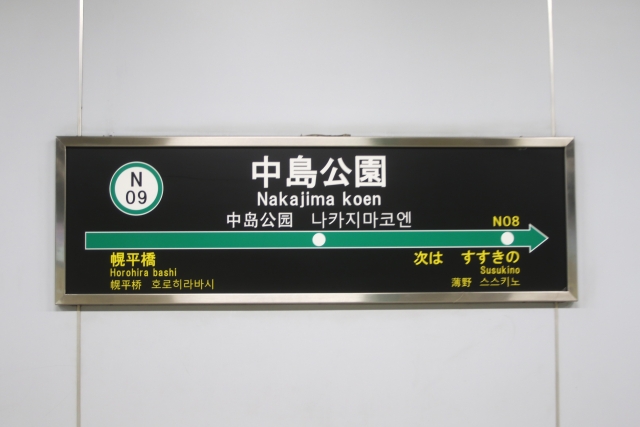 N
09
中島公園
Nakajima koen
中岛公园 나카지마코엔
N08
幌平橋
Horohira bashi
幌平桥 호로히라바시
次は すすきの
Susukino
薄野 스스키노